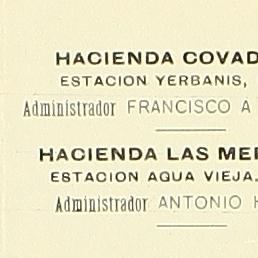 HACIENDA COVAD
ESTACION YERBANIS,
Administrador FRANCISCO A
HACIENDA LAS MER
ESTACION AGUA VIEJA.
Administrador ANTONIO H